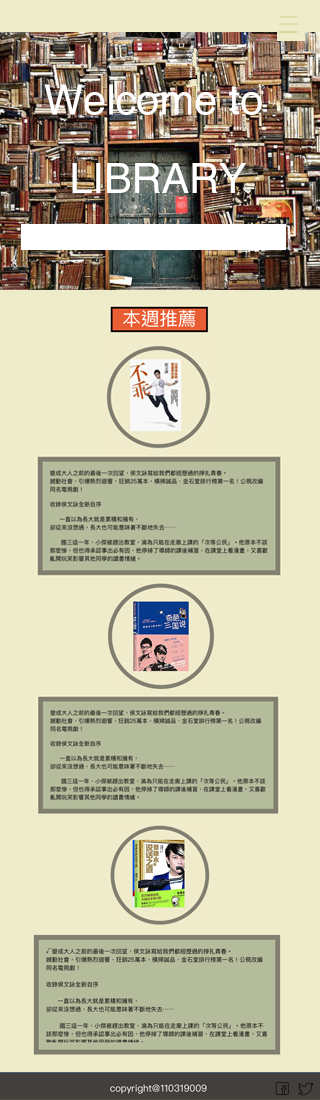 Welcome to
LIBRARY
本週推薦
不
乖
變成大人之前的最後一次回望，侯文詠寫給我們都經歷過的掙扎青春。
撼動社會，引爆熱烈迴響，狂銷25萬本，橫掃誠品、金石堂排行榜第一名！公視改編
同名電視劇！
收錄侯文詠全新自序
一直以為長大就是累積和擁有，
卻從來沒想過，長大也可能意味著不斷地失去⋯⋯
國三這一年，小傑被趕出教室，淪為只能在走廊上課的「次等公民」。他原本不該
那麼慘，但也得承認事出必有因，他停掉了導師的課後補習，在課堂上看漫畫，又喜歡
亂開玩笑影響其他同學的讀書情緒。
奇葩
三国说
變成大人之前的最後一次回望，侯文詠寫給我們都經歷過的掙扎青春。
撼動社會，引爆熱烈迴響，狂銷25萬本，橫掃誠品、金石堂排行榜第一名！公視改編
同名電視劇！
收錄侯文詠全新自序
一直以為長大就是累積和擁有，
卻從來沒想過，長大也可能意味著不斷地失去⋯⋯
國三這一年，小傑被趕出教室，淪為只能在走廊上課的「次等公民」。他原本不該
那麼慘，但也得承認事出必有因，他停掉了導師的課後補習，在課堂上看漫畫，又喜歡
亂開玩笑影響其他同學的讀書情緒。
蔡康永的
说话之道
√變成大人之前的最後一次回望，侯文詠寫給我們都經歷過的掙扎青春。
撼動社會，引爆熱烈迴響，狂銷25萬本，橫掃誠品、金石堂排行榜第一名！公視改編
同名電視劇！
收錄侯文詠全新自序
一直以為長大就是累積和擁有，
卻從來沒想過，長大也可能意味著不斷地失去⋯⋯
國三這一年，小傑被趕出教室，淪為只能在走廊上課的「次等公民」。他原本不
該那麼慘，但也得承認事出必有因，他停掉了導師的課後補習，在課堂上看漫畫，又喜歡
亂開玩笑影響其他同學的讀書情緒。
copyright@110319009